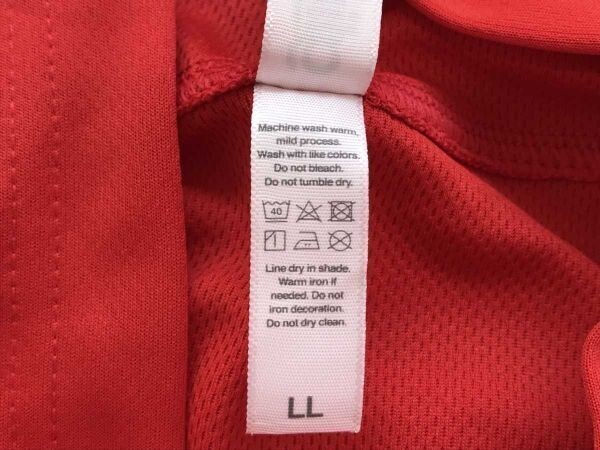 Machine wash warm,
mild process.
Wash with like colors.
Do not bleach.
Do not tumble dry.
40
Line dry in shade.
Warm iron if
needed. Do not
iron decoration.
Do not dry clean.
LL